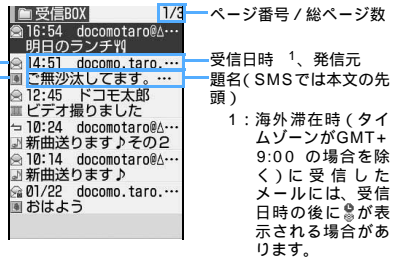 受信BOX 1/3
16:54 docomotaro@△…
明日のランチ
14:51 docomo.taro.…
ご無沙汰してます。…
12:45 ドコモ太郎
ビデオ撮りました
10:24 docomotaro@△…
新曲送ります♪その2
10:14 docomotaro@△…
新曲送ります♪
01/22 docomo.taro.…
おはよう
ページ番号/総ページ数
受信日時 1、発信元
題名(SMSでは本文の先
頭)
1:海外滞在時(タイ
ムゾーンがGMT+
9:00 の場合を除
く)に受信した
メールには、受信
日時の後にが表
示される場合があ
ります。